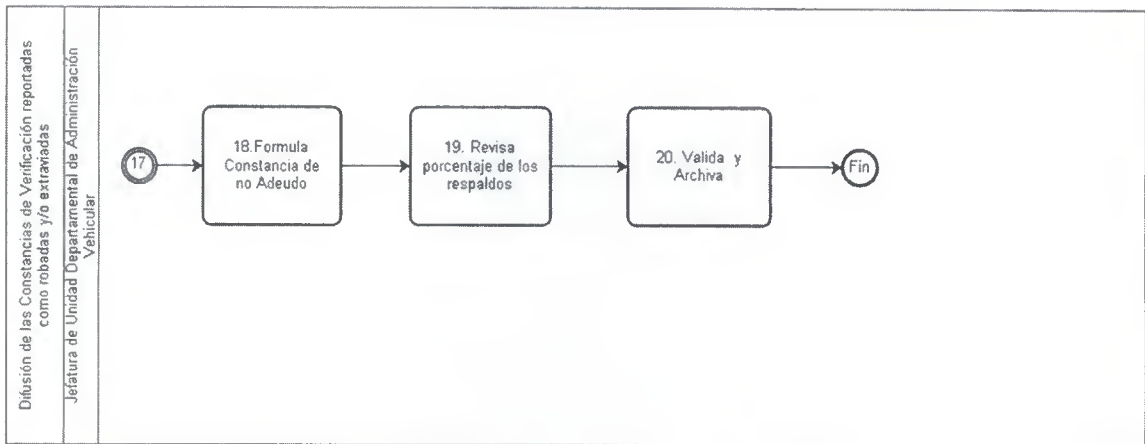 Difusión de las Constancias de Verificación reportadas
como robadas y/o extraviadas
Jefatura de Unidad Departamental de Administración
Vehicular
17
18.Formula
Constancia de
no Adeudo
19. Revisa
porcentaje de los
respaldos
20. Valida y
Archiva
Fin